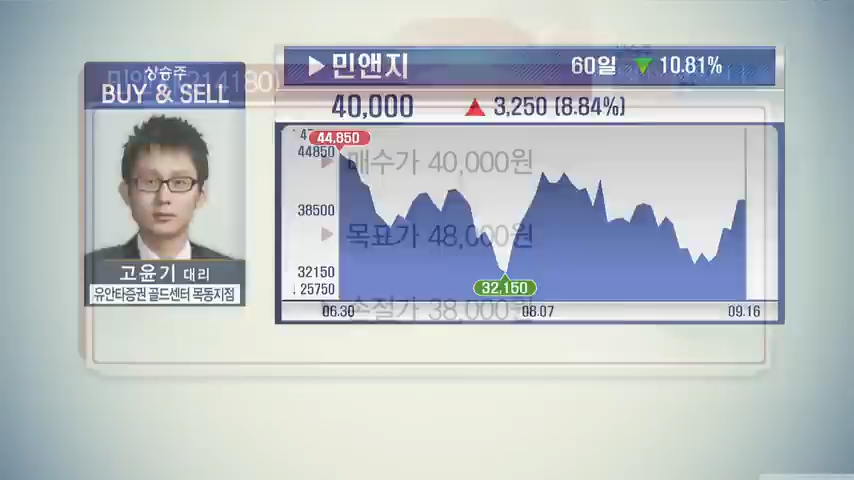 상승주
BUY & SELL
고윤기 대리
유안타증권 골드센터 목동지점
▶ 민앤지 60일 ▼ 10.81%
40,000 ▲ 3,250 (8.84%)
44,850
44850
38500
32150
↓ 25750
32,150
06.30 08.07 09.16
▶ 매수가 40,000원
▶ 목표가 48,000원
손절가 38,000원
214180)